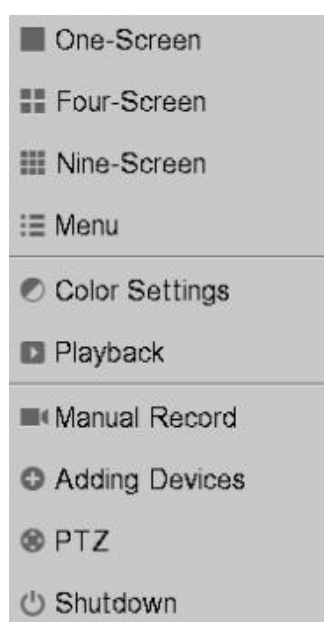 One-Screen
Four-Screen
Nine-Screen
Menu
Color Settings
Playback
Manual Record
Adding Devices
PTZ
Shutdown